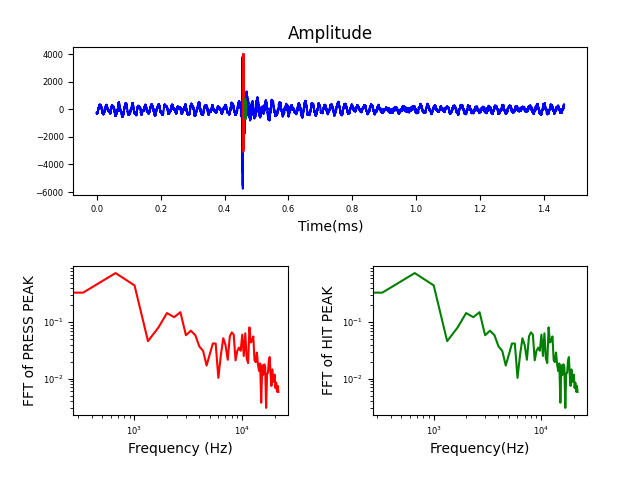 Amplitude
4000
2000
0
−2000
−4000
−6000
0.0 0.2 0.4 0.6 0.8 1.0 1.2 1.4
Time(ms)
FFT of PRESS PEAK
10⁻¹
10⁻²
10³ 10⁴
Frequency (Hz)
FFT of HIT PEAK
10⁻¹
10⁻²
10³ 10⁴
Frequency(Hz)